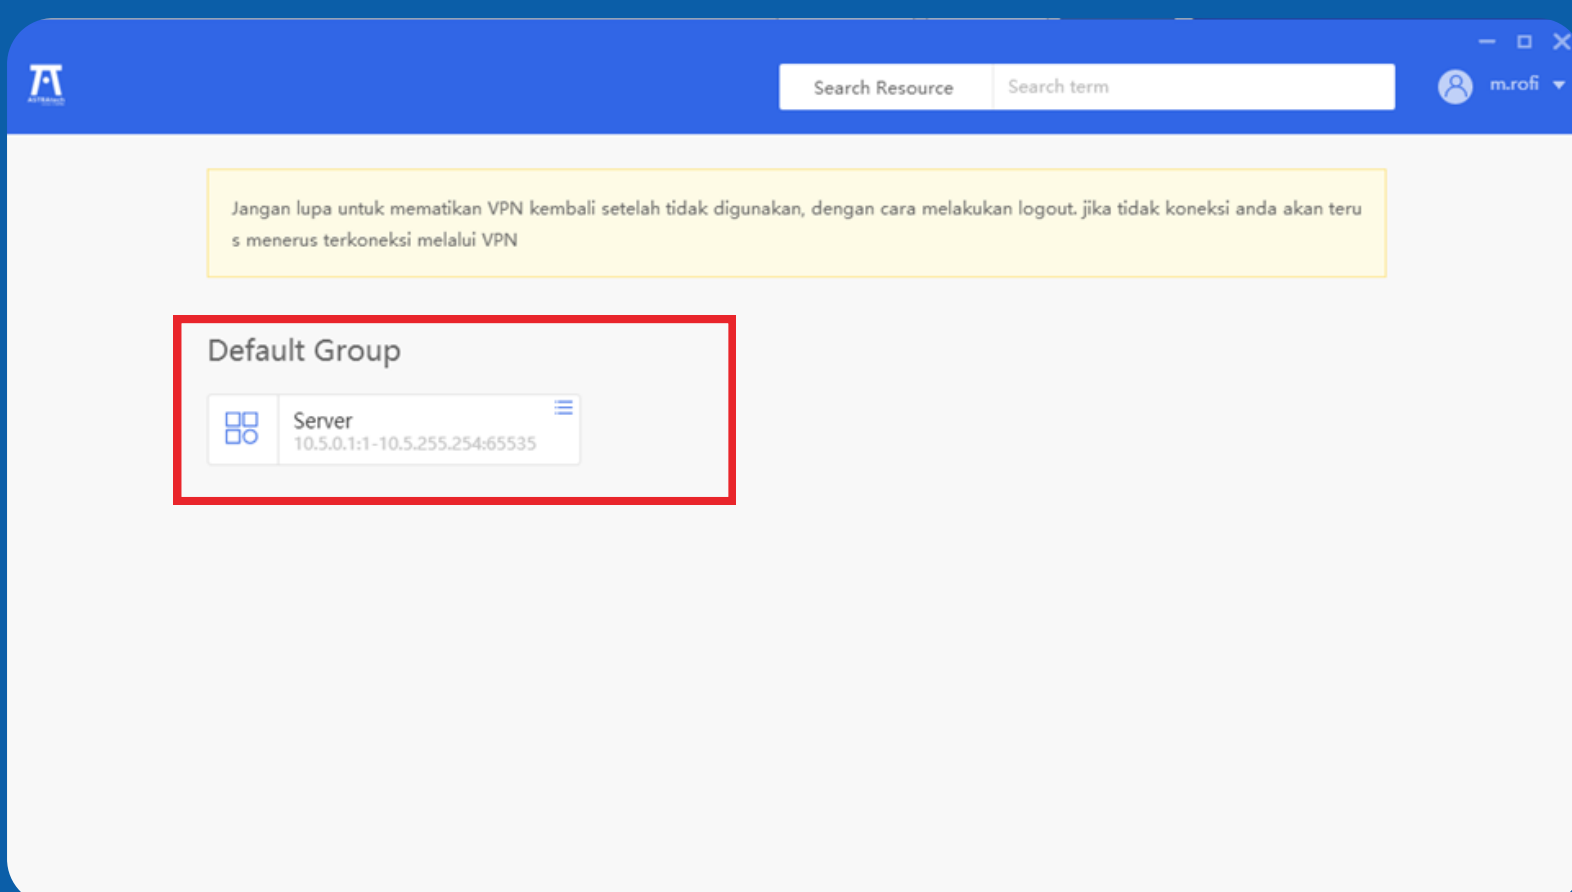 ASTRAtech
Search Resource
Search term
m.rofi
Jangan lupa untuk mematikan VPN kembali setelah tidak digunakan, dengan cara melakukan logout. jika tidak koneksi anda akan teru
s menerus terkoneksi melalui VPN
Default Group
Server
10.5.0.1:1-10.5.255.254:65535